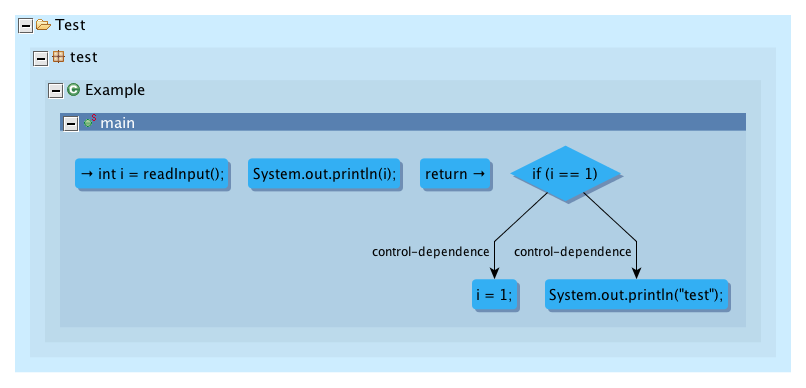 Test
test
Example
main
→ int i = readInput();
System.out.println(i);
return →
if (i == 1)
control-dependence
control-dependence
i = 1;
System.out.println("test");